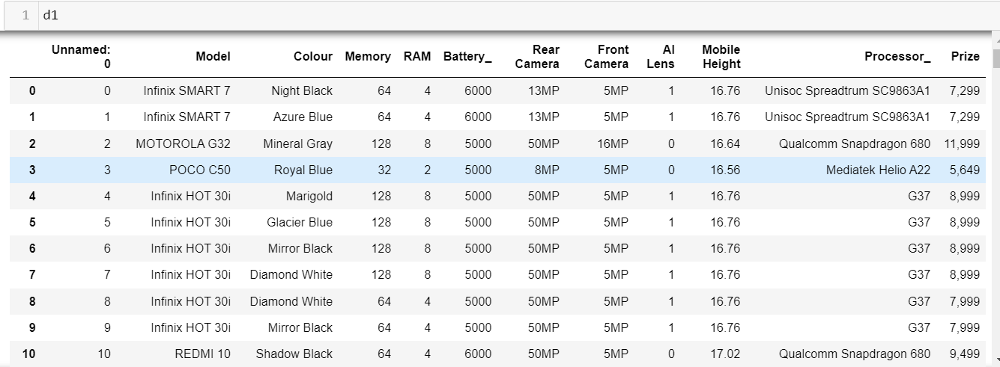 1 d1
Unnamed: 0 Model Colour Memory RAM Battery_ Rear Camera Front Camera AI Lens Mobile Height Processor_ Prize
0 0 Infinix SMART 7 Night Black 64 4 6000 13MP 5MP 1 16.76 Unisoc Spreadtrum SC9863A1 7,299
1 1 Infinix SMART 7 Azure Blue 64 4 6000 13MP 5MP 1 16.76 Unisoc Spreadtrum SC9863A1 7,299
2 2 MOTOROLA G32 Mineral Gray 128 8 5000 50MP 16MP 0 16.64 Qualcomm Snapdragon 680 11,999
3 3 POCO C50 Royal Blue 32 2 5000 8MP 5MP 0 16.56 Mediatek Helio A22 5,649
4 4 Infinix HOT 30i Marigold 128 8 5000 50MP 5MP 1 16.76 G37 8,999
5 5 Infinix HOT 30i Glacier Blue 128 8 5000 50MP 5MP 1 16.76 G37 8,999
6 6 Infinix HOT 30i Mirror Black 128 8 5000 50MP 5MP 1 16.76 G37 8,999
7 7 Infinix HOT 30i Diamond White 128 8 5000 50MP 5MP 1 16.76 G37 8,999
8 8 Infinix HOT 30i Diamond White 64 4 5000 50MP 5MP 1 16.76 G37 7,999
9 9 Infinix HOT 30i Mirror Black 64 4 5000 50MP 5MP 1 16.76 G37 7,999
10 10 REDMI 10 Shadow Black 64 4 6000 50MP 5MP 0 17.02 Qualcomm Snapdragon 680 9,499